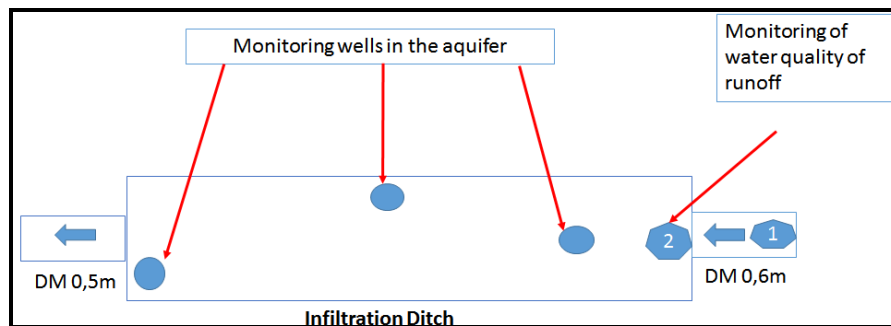 Monitoring wells in the aquifer
Monitoring of
water quality of
runoff
2
1
DM 0,5m
DM 0,6m
Infiltration Ditch